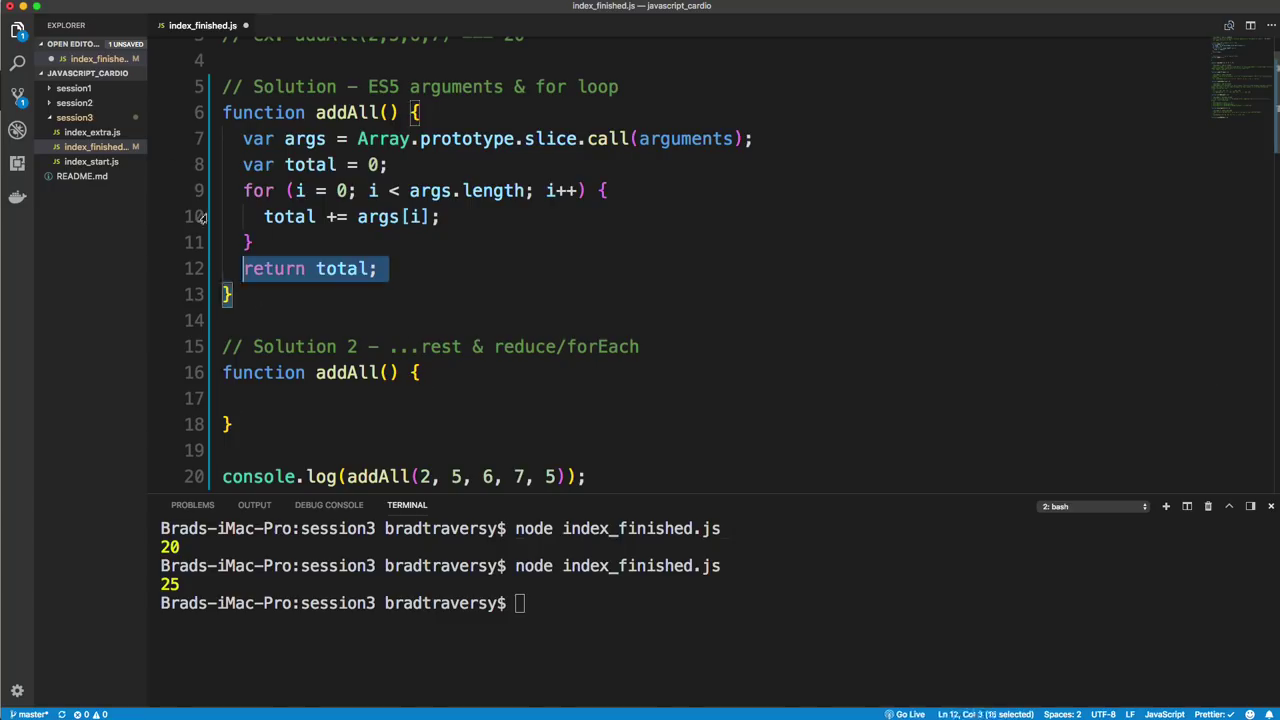 index_finished.js — javascript_cardio
EXPLORER
index_finished.js
OPEN EDITO... 1 UNSAVED
index_finishe... M
JAVASCRIPT_CARDIO
session1
session2
session3
index_extra.js
index_finished... M
index_start.js
README.md
4
5 // Solution - ES5 arguments & for loop
6 function addAll() {
7 var args = Array.prototype.slice.call(arguments);
8 var total = 0;
9 for (i = 0; i < args.length; i++) {
10 total += args[i];
11 }
12 return total;
13 }
14
15 // Solution 2 - ...rest & reduce/forEach
16 function addAll() {
17
18 }
19
20 console.log(addAll(2, 5, 6, 7, 5));
PROBLEMS OUTPUT DEBUG CONSOLE TERMINAL 2: bash
Brads-iMac-Pro:session3 bradtraversy$ node index_finished.js
20
Brads-iMac-Pro:session3 bradtraversy$ node index_finished.js
25
Brads-iMac-Pro:session3 bradtraversy$
master* 0 0 Go Live Ln 12, Col 3 (16 selected) Spaces: 2 UTF-8 LF JavaScript Prettier: ✓